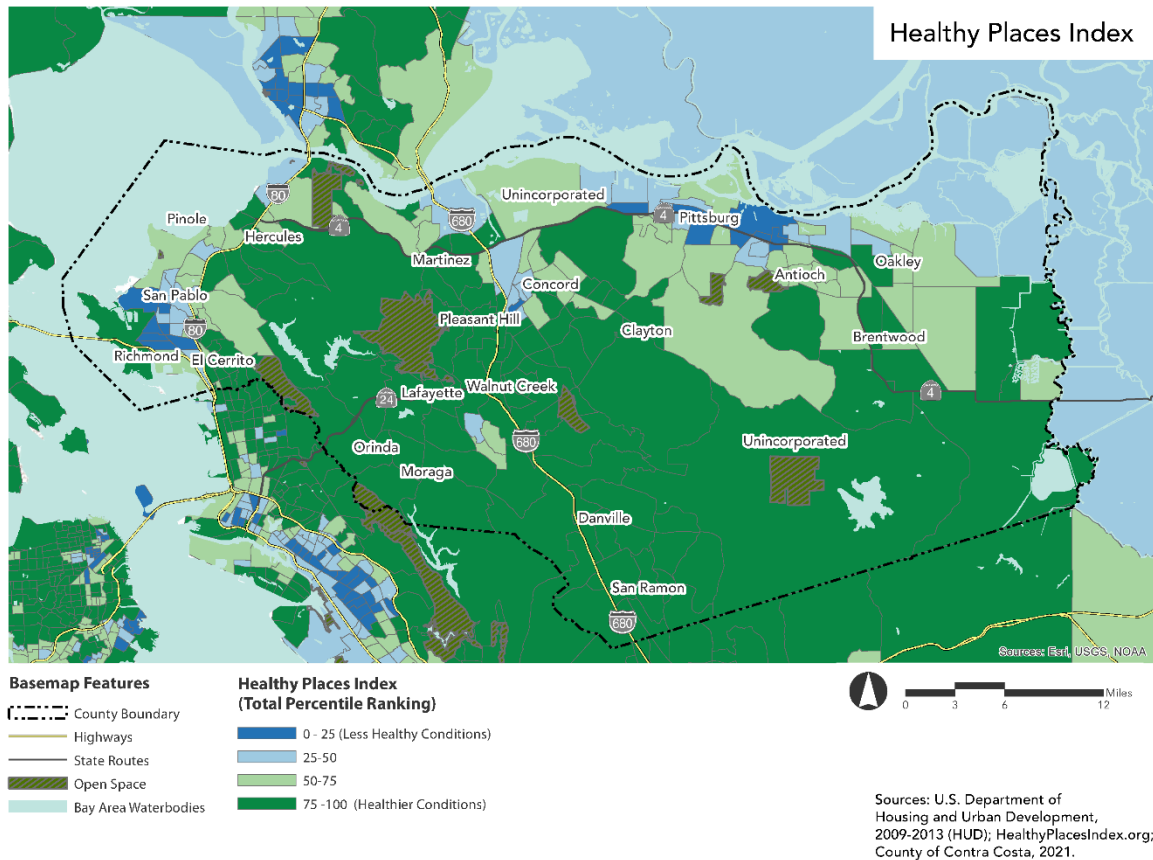 Healthy Places Index
Unincorporated
80
Pinole
680
4
Pittsburg
Hercules
4
Martinez
Oakley
Antioch
San Pablo
Concord
80
Pleasant Hill
Clayton
Brentwood
Richmond
El Cerrito
Walnut Creek
24
Lafayette
4
680
Orinda
Unincorporated
Moraga
Danville
San Ramon
680
Sources: Esri, USGS, NOAA
Basemap Features
County Boundary
Highways
State Routes
Open Space
Bay Area Waterbodies
Healthy Places Index
(Total Percentile Ranking)
0 - 25 (Less Healthy Conditions)
25-50
50-75
75 -100 (Healthier Conditions)
Miles
0 3 6 12
Sources: U.S. Department of
Housing and Urban Development,
2009-2013 (HUD); HealthyPlacesIndex.org;
County of Contra Costa, 2021.